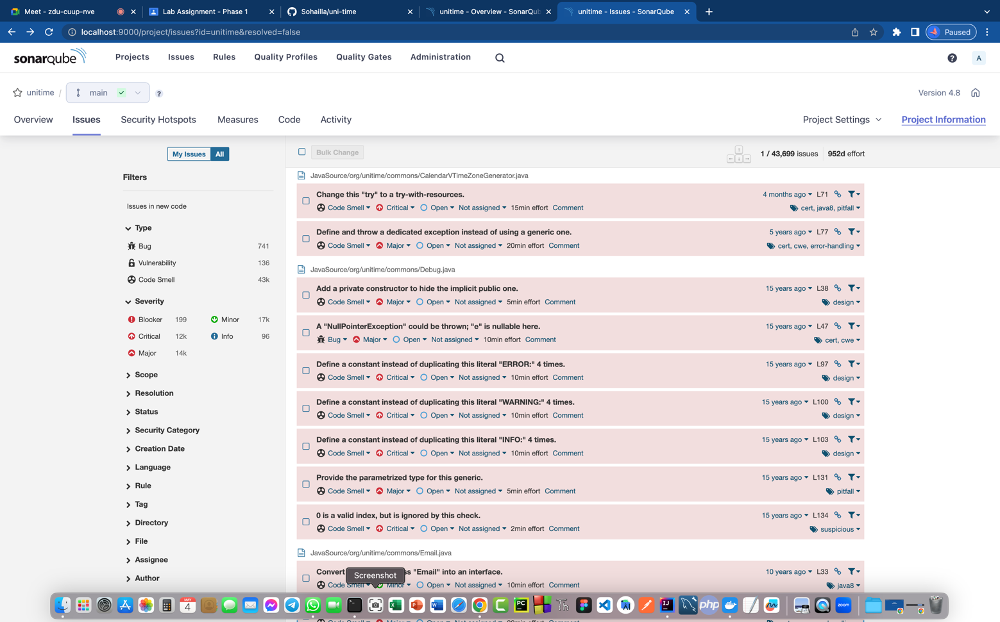 Meet - zdu-cuup-nve
Lab Assignment - Phase 1
Sohailla/uni-time
unitime - Overview - SonarQub
unitime - Issues - SonarQube
localhost:9000/project/issues?id=unitime&resolved=false
Paused
sonarqube
Projects
Issues
Rules
Quality Profiles
Quality Gates
Administration
?
A
unitime /
main
?
Version 4.8
Overview
Issues
Security Hotspots
Measures
Code
Activity
Project Settings
Project Information
My Issues
All
Filters
Issues in new code
Type
Bug 741
Vulnerability 136
Code Smell 43k
Severity
Blocker 199 Minor 17k
Critical 12k Info 96
Major 14k
Scope
Resolution
Status
Security Category
Creation Date
Language
Rule
Tag
Directory
File
Assignee
Author
Bulk Change
1 / 43,699 issues 952d effort
JavaSource/org/unitime/commons/CalendarVTimeZoneGenerator.java
Change this "try" to a try-with-resources. 4 months ago L71
Code Smell Critical Open Not assigned 15min effort Comment cert, java8, pitfall
Define and throw a dedicated exception instead of using a generic one. 5 years ago L77
Code Smell Major Open Not assigned 20min effort Comment cert, cwe, error-handling
JavaSource/org/unitime/commons/Debug.java
Add a private constructor to hide the implicit public one. 15 years ago L38
Code Smell Major Open Not assigned 5min effort Comment design
A "NullPointerException" could be thrown; "e" is nullable here. 15 years ago L47
Bug Major Open Not assigned 10min effort Comment cert, cwe
Define a constant instead of duplicating this literal "ERROR:" 4 times. 15 years ago L97
Code Smell Critical Open Not assigned 10min effort Comment design
Define a constant instead of duplicating this literal "WARNING:" 4 times. 15 years ago L100
Code Smell Critical Open Not assigned 10min effort Comment design
Define a constant instead of duplicating this literal "INFO:" 4 times. 15 years ago L103
Code Smell Critical Open Not assigned 10min effort Comment design
Provide the parametrized type for this generic. 15 years ago L131
Code Smell Major Open Not assigned 5min effort Comment pitfall
0 is a valid index, but is ignored by this check. 15 years ago L134
Code Smell Critical Open Not assigned 2min effort Comment suspicious
JavaSource/org/unitime/commons/Email.java
Convert "Email" into an interface. 10 years ago L33
Screenshot
Code Smell Minor Open Not assigned 10min effort Comment java8
MAY
4
PC
Th
IJ
php
zoom